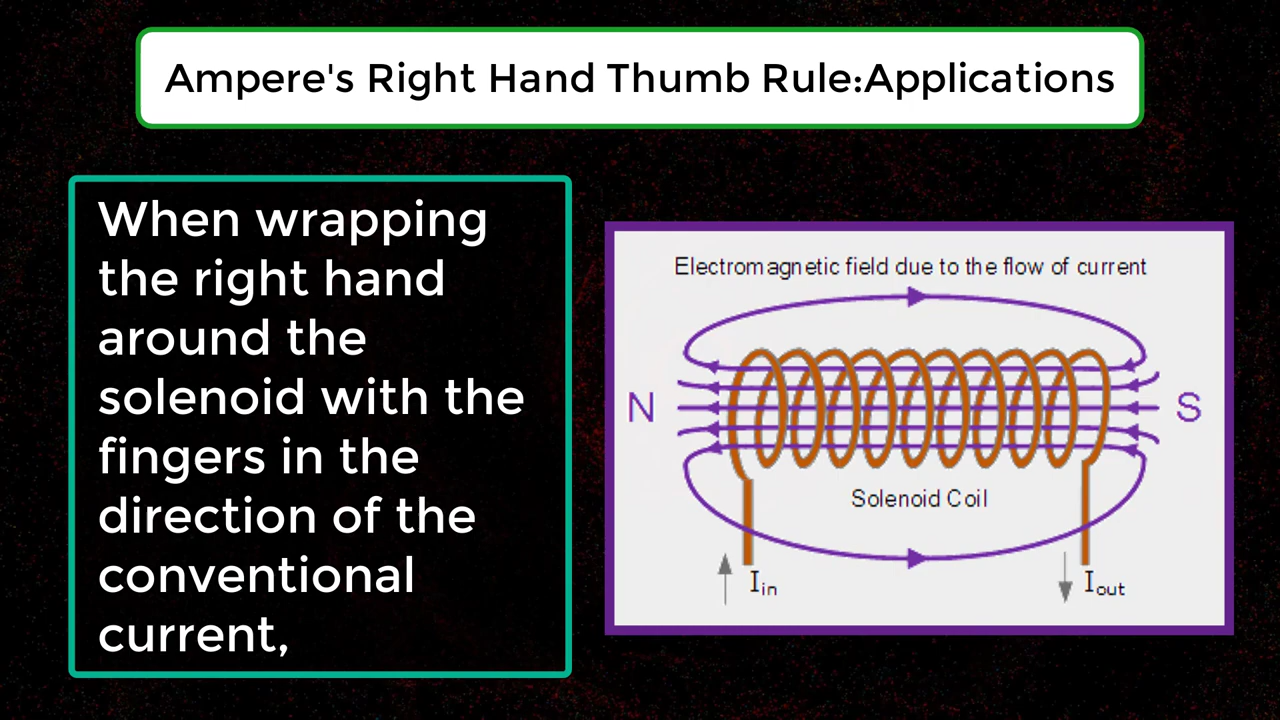 Ampere's Right Hand Thumb Rule:Applications
When wrapping
the right hand
around the
solenoid with the
fingers in the
direction of the
conventional
current,
Electromagnetic field due to the flow of current
N
S
Solenoid Coil
Iin
Iout